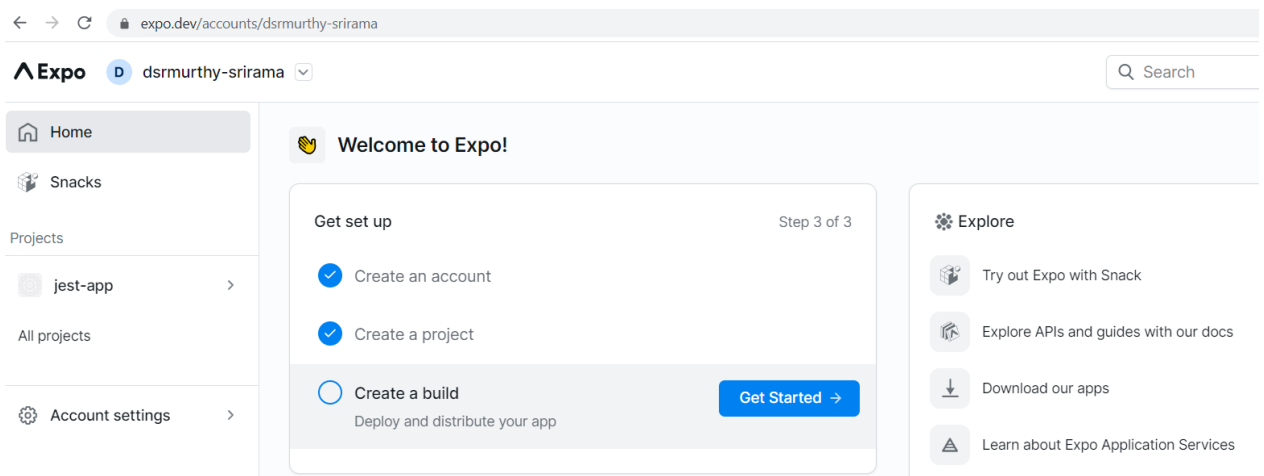 expo.dev/accounts/dsrmurthy-srirama
Expo D dsrmurthy-srirama
Search
Home
Snacks
Projects
jest-app
All projects
Account settings
Welcome to Expo!
Get set up Step 3 of 3
Create an account
Create a project
Create a build
Deploy and distribute your app
Get Started →
Explore
Try out Expo with Snack
Explore APIs and guides with our docs
Download our apps
Learn about Expo Application Services